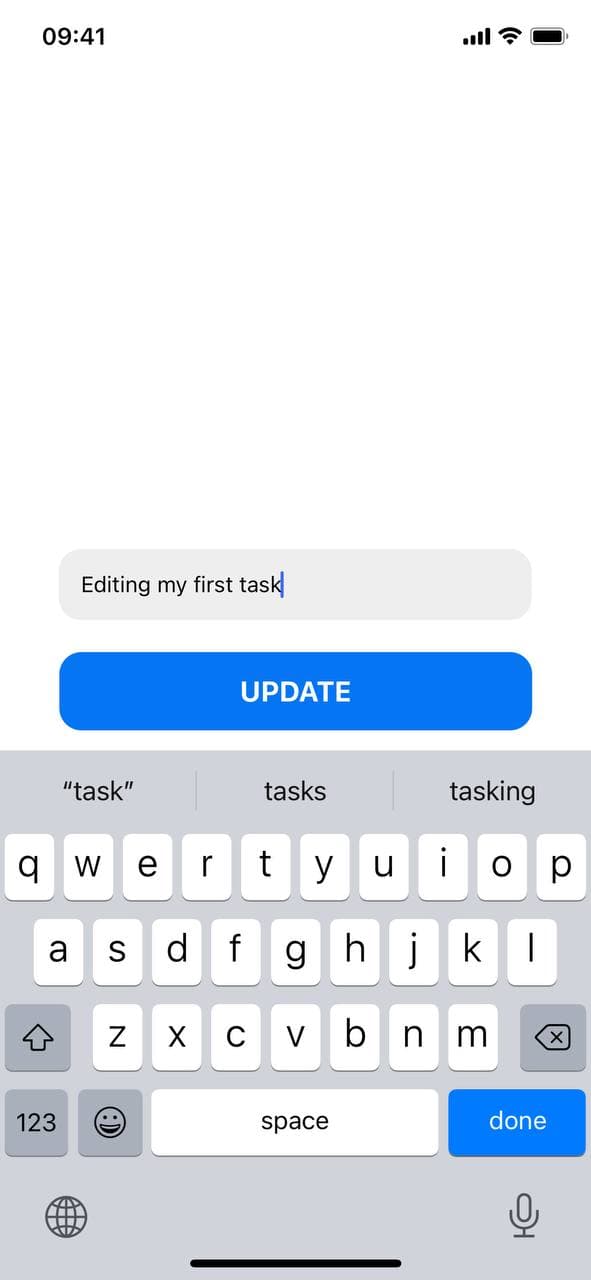 09:41
Editing my first task
UPDATE
“task” tasks tasking
q w e r t y u i o p
a s d f g h j k l
z x c v b n m
123 space done